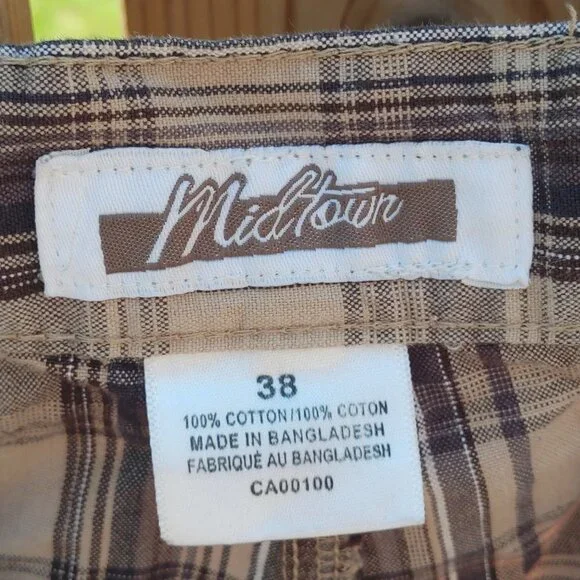 Midtown
38
100% COTTON/100% COTON
MADE IN BANGLADESH
FABRIQUÉ AU BANGLADESH
CA00100